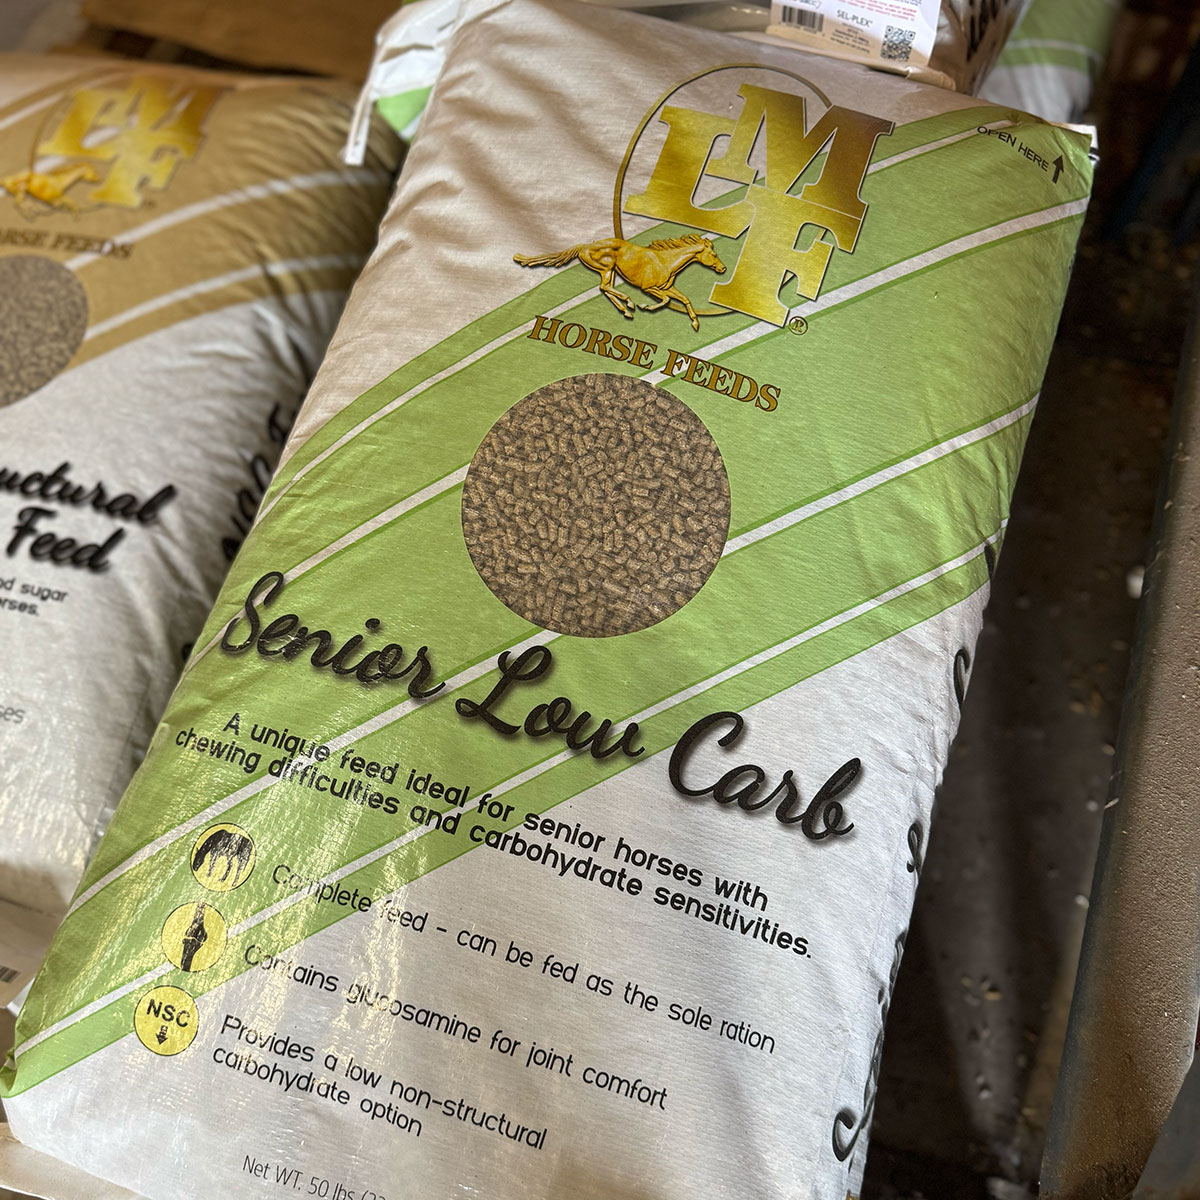 SEL-PLEX®
OPEN HERE
LMF
®
HORSE FEEDS
Senior Low Carb
A unique feed ideal for senior horses with
chewing difficulties and carbohydrate sensitivities.
Complete feed - can be fed as the sole ration
Contains glucosamine for joint comfort
NSC
Provides a low non-structural
carbohydrate option
Net WT. 50 lbs
LMF
HORSE FEEDS
Feed
sugar